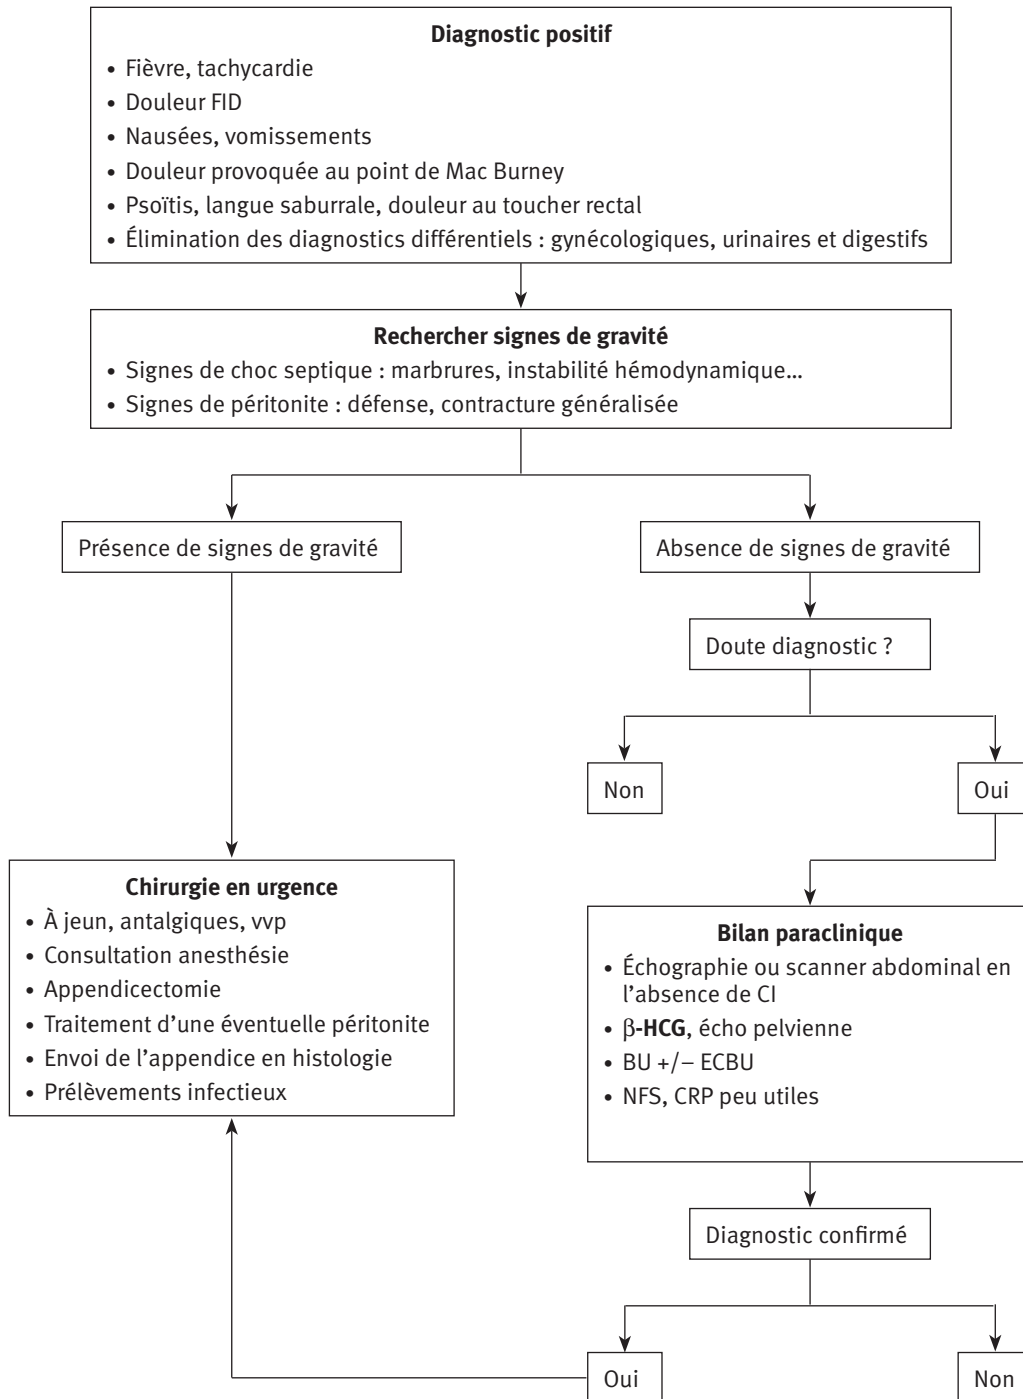 Diagnostic positif
• Fièvre, tachycardie
• Douleur FID
• Nausées, vomissements
• Douleur provoquée au point de Mac Burney
• Psoïtis, langue saburrale, douleur au toucher rectal
• Élimination des diagnostics différentiels : gynécologiques, urinaires et digestifs
Rechercher signes de gravité
• Signes de choc septique : marbrures, instabilité hémodynamique...
• Signes de péritonite : défense, contracture généralisée
Présence de signes de gravité
Absence de signes de gravité
Doute diagnostic ?
Non
Oui
Chirurgie en urgence
• À jeun, antalgiques, vvp
• Consultation anesthésie
• Appendicectomie
• Traitement d'une éventuelle péritonite
• Envoi de l'appendice en histologie
• Prélèvements infectieux
Bilan paraclinique
• Échographie ou scanner abdominal en
l'absence de CI
• β-HCG, écho pelvienne
• BU +/− ECBU
• NFS, CRP peu utiles
Diagnostic confirmé
Oui
Non